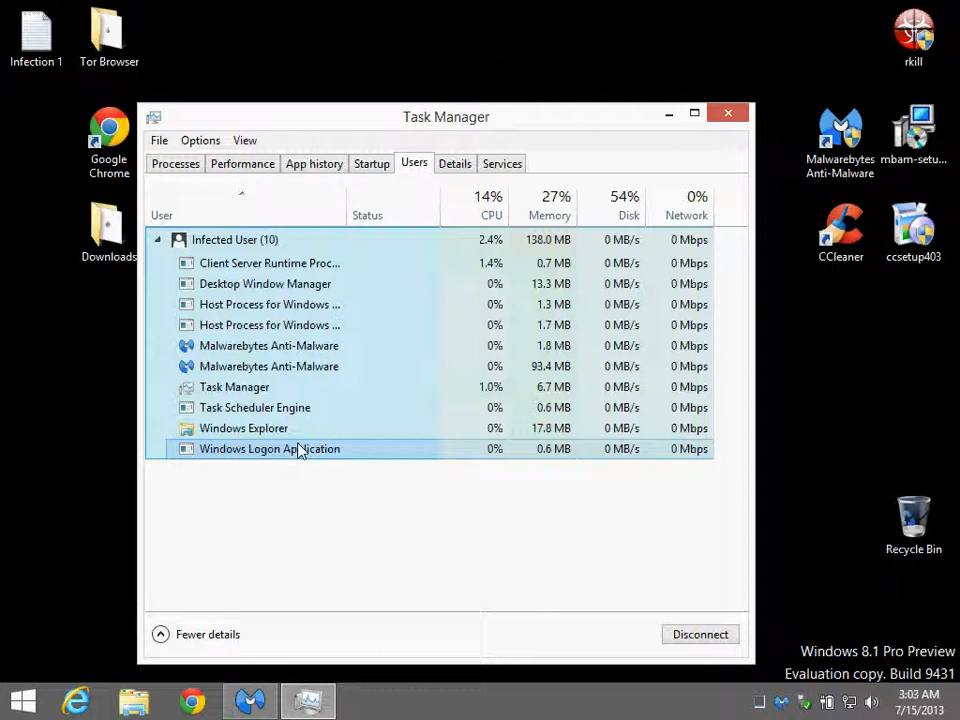 Infection 1
Tor Browser
rkill
Google
Chrome
Malwarebytes
Anti-Malware
mbam-setu...
Downloads
CCleaner
ccsetup403
Recycle Bin
Task Manager
File Options View
Processes Performance App history Startup Users Details Services
14% 27% 54% 0%
User Status CPU Memory Disk Network
Infected User (10) 2.4% 138.0 MB 0 MB/s 0 Mbps
Client Server Runtime Proc... 1.4% 0.7 MB 0 MB/s 0 Mbps
Desktop Window Manager 0% 13.3 MB 0 MB/s 0 Mbps
Host Process for Windows ... 0% 1.3 MB 0 MB/s 0 Mbps
Host Process for Windows ... 0% 1.7 MB 0 MB/s 0 Mbps
Malwarebytes Anti-Malware 0% 1.8 MB 0 MB/s 0 Mbps
Malwarebytes Anti-Malware 0% 93.4 MB 0 MB/s 0 Mbps
Task Manager 1.0% 6.7 MB 0 MB/s 0 Mbps
Task Scheduler Engine 0% 0.6 MB 0 MB/s 0 Mbps
Windows Explorer 0% 17.8 MB 0 MB/s 0 Mbps
Windows Logon Application 0% 0.6 MB 0 MB/s 0 Mbps
Fewer details Disconnect
Windows 8.1 Pro Preview
Evaluation copy. Build 9431
3:03 AM
7/15/2013